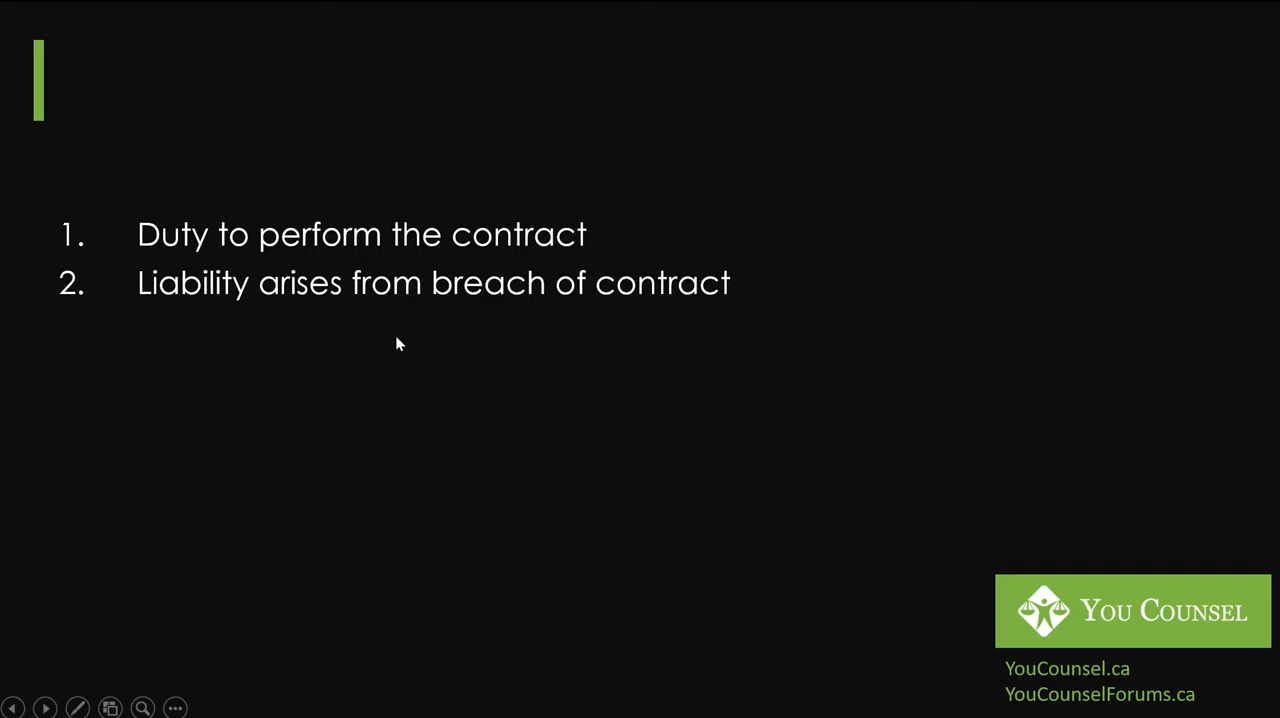 1. Duty to perform the contract
2. Liability arises from breach of contract
YOU COUNSEL
YouCounsel.ca
YouCounselForums.ca